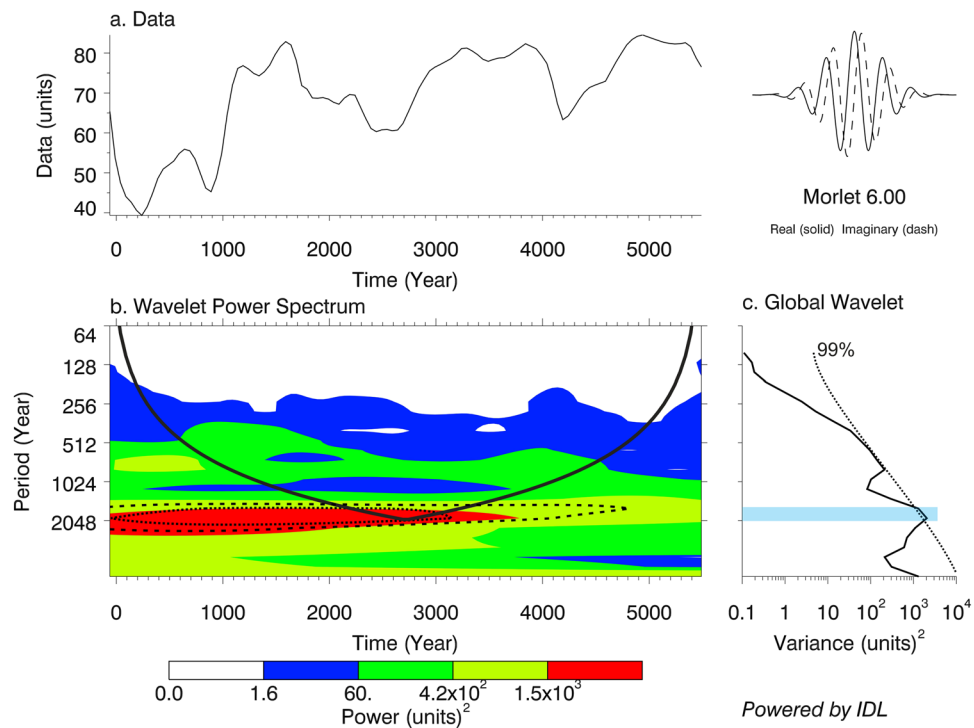 a. Data
Data (units)
80
70
60
50
40
0 1000 2000 3000 4000 5000
Time (Year)
Morlet 6.00
Real (solid) Imaginary (dash)
b. Wavelet Power Spectrum
Period (Year)
64
128
256
512
1024
2048
0 1000 2000 3000 4000 5000
Time (Year)
0.0 1.6 60. 4.2x10² 1.5x10³
Power (units)²
c. Global Wavelet
99%
0.1 1 10 10² 10³ 10⁴
Variance (units)²
Powered by IDL